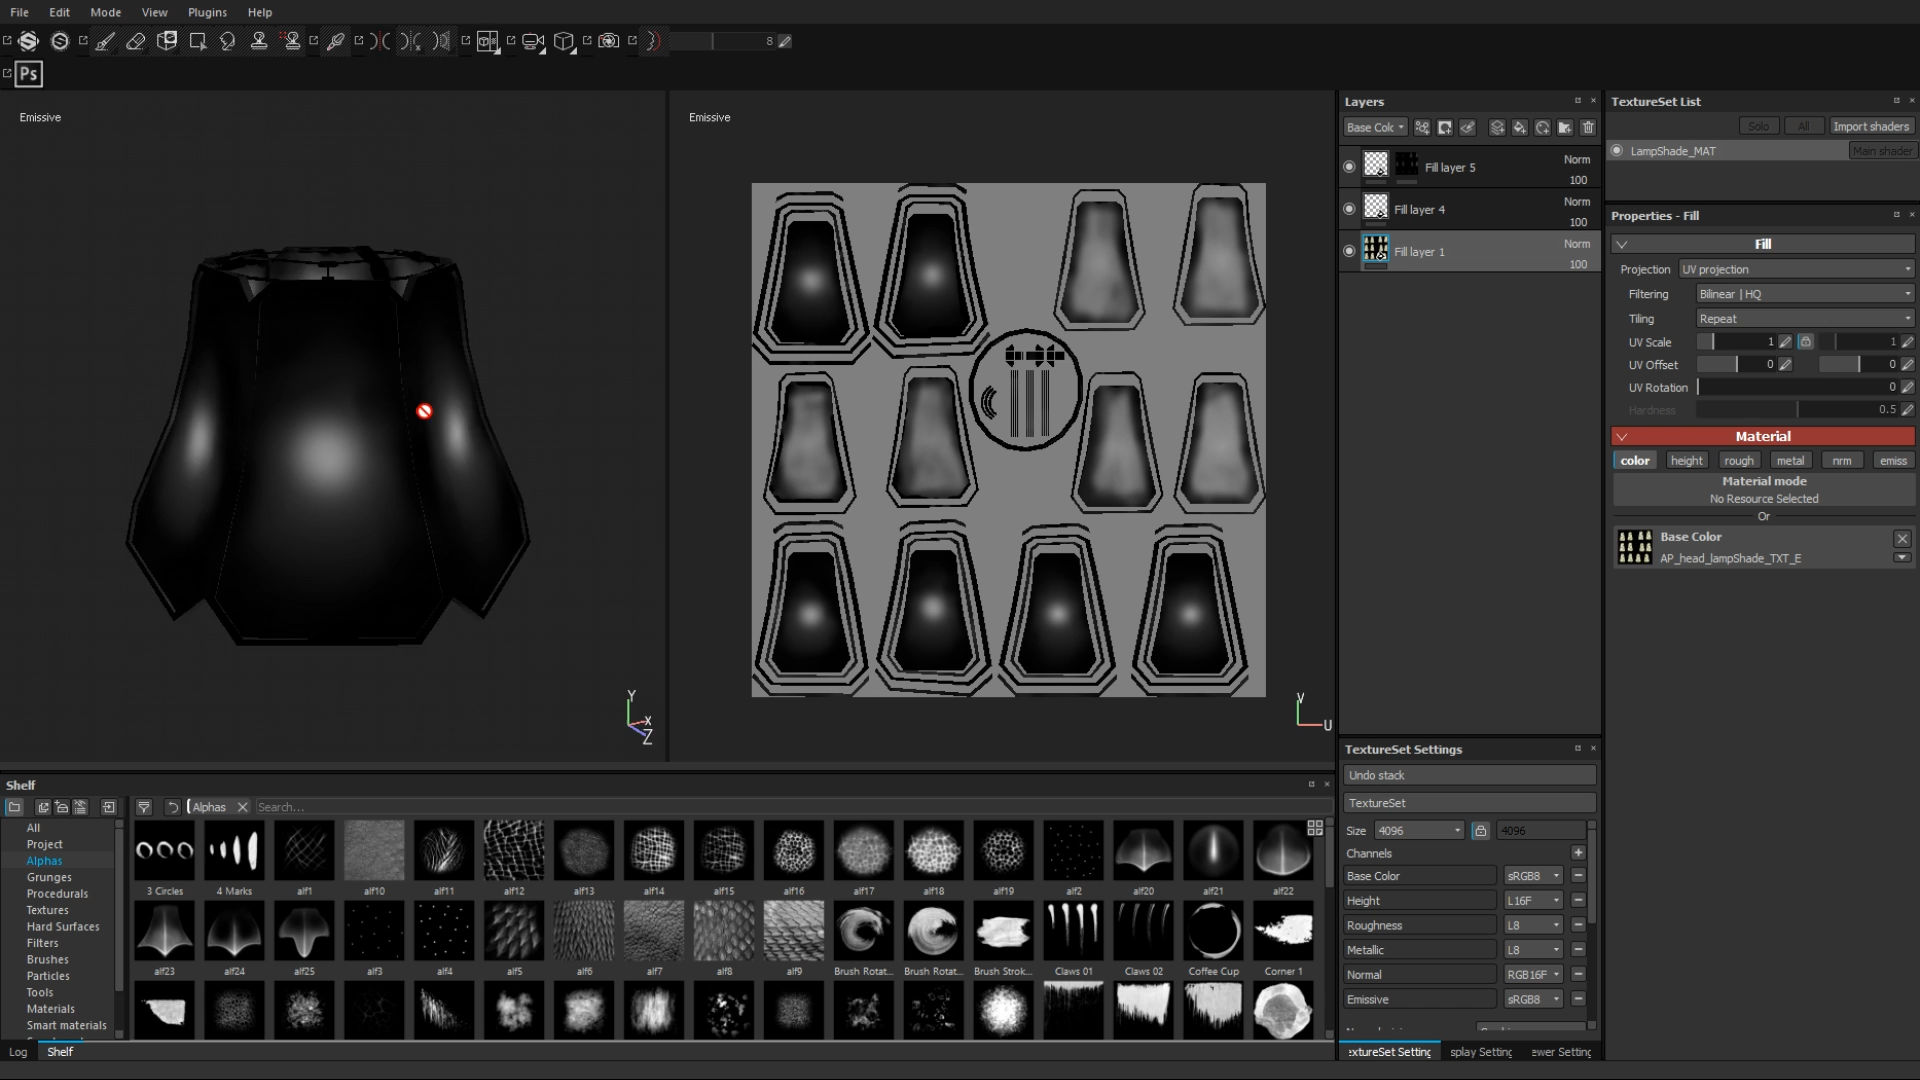 File Edit Mode View Plugins Help
8
Ps
Emissive
Emissive
Y
X
Z
V
U
Layers
Base Colc
Fill layer 5 Norm
100
Fill layer 4 Norm
100
Fill layer 1 Norm
100
TextureSet List
Solo All Import shaders
LampShade_MAT Main shader
Properties - Fill
Fill
Projection UV projection
Filtering Bilinear | HQ
Tiling Repeat
UV Scale 1 1
UV Offset 0 0
UV Rotation 0
Hardness 0.5
Material
color height rough metal nrm emiss
Material mode
No Resource Selected
Or
Base Color
AP_head_lampShade_TXT_E
TextureSet Settings
Undo stack
TextureSet
Size 4096 4096
Channels
Base Color sRGB8
Height L16F
Roughness L8
Metallic L8
Normal RGB16F
Emissive sRGB8
extureSet Setting splay Setting ewer Setting
Shelf
Alphas Search...
All
Project
Alphas
Grunges
Procedurals
Textures
Hard Surfaces
Filters
Brushes
Particles
Tools
Materials
Smart materials
3 Circles 4 Marks alf1 alf10 alf11 alf12 alf13 alf14 alf15 alf16 alf17 alf18 alf19 alf2 alf20 alf21 alf22
alf23 alf24 alf25 alf3 alf4 alf5 alf6 alf7 alf8 alf9 Brush Rotat... Brush Rotat... Brush Strok... Claws 01 Claws 02 Coffee Cup Corner 1
Log Shelf